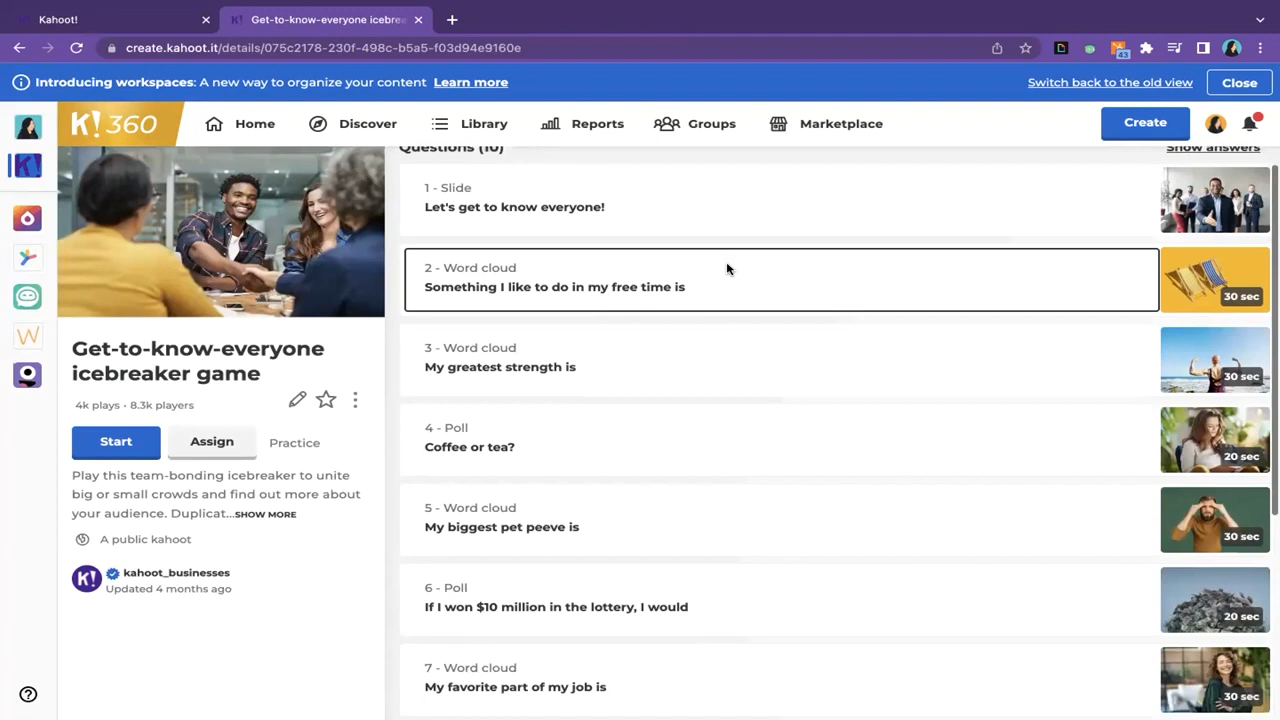 Kahoot!
Get-to-know-everyone icebrea
create.kahoot.it/details/075c2178-230f-498c-b5a5-f03d94e9160e
43
Introducing workspaces: A new way to organize your content Learn more
Switch back to the old view
Close
K! 360
Home
Discover
Library
Reports
Groups
Marketplace
Create
Questions (10)
Show answers
1 - Slide
Let's get to know everyone!
2 - Word cloud
Something I like to do in my free time is
30 sec
3 - Word cloud
My greatest strength is
30 sec
4 - Poll
Coffee or tea?
20 sec
5 - Word cloud
My biggest pet peeve is
30 sec
6 - Poll
If I won $10 million in the lottery, I would
20 sec
7 - Word cloud
My favorite part of my job is
30 sec
Get-to-know-everyone
icebreaker game
4k plays · 8.3k players
Start
Assign
Practice
Play this team-bonding icebreaker to unite
big or small crowds and find out more about
your audience. Duplicat...SHOW MORE
A public kahoot
K!
kahoot_businesses
Updated 4 months ago